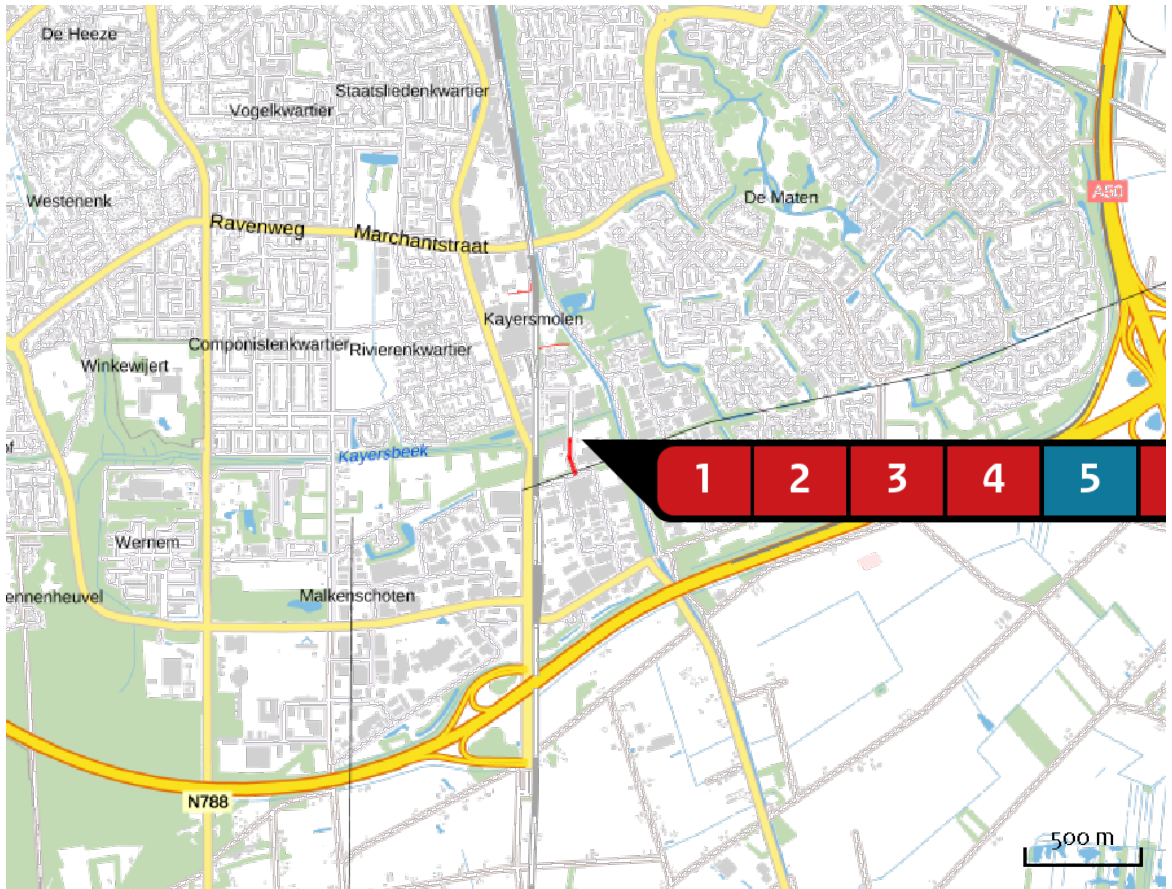 De Heeze
Staatsliedenkwartier
Vogelkwartier
A50
De Maten
Westenenk
Ravenweg
Marchantstraat
Kayersmolen
Componistenkwartier
Rivierenkwartier
Winkewijert
Kayersbeek
1 2 3 4 5
Wernem
ennenheuvel
Malkenschoten
N788
500 m